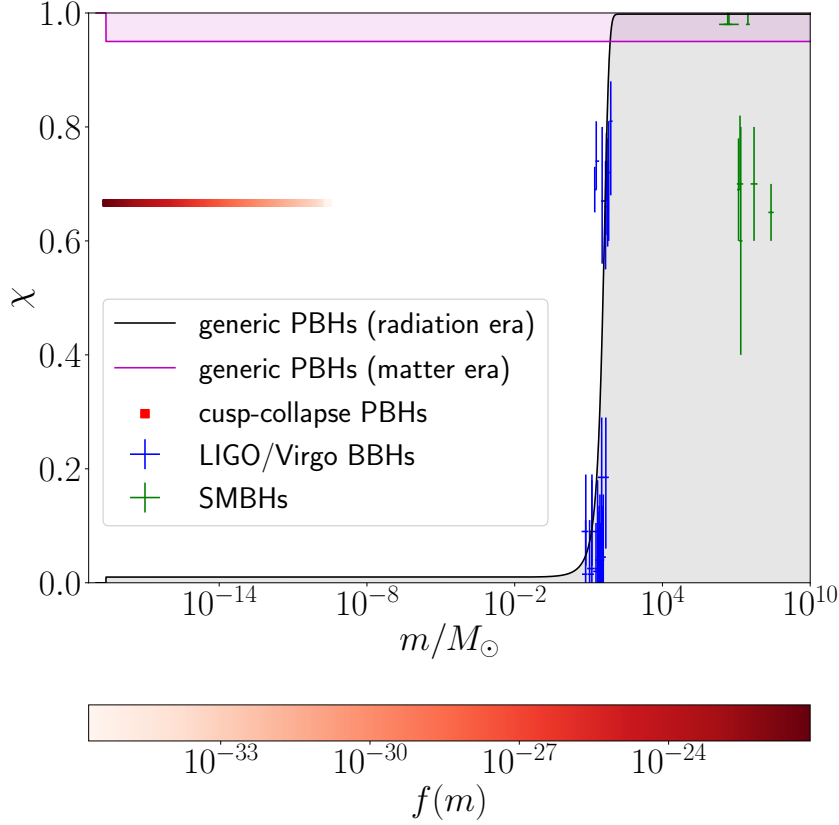 1.0
0.8
0.6
0.4
0.2
0.0
χ
generic PBHs (radiation era)
generic PBHs (matter era)
cusp-collapse PBHs
LIGO/Virgo BBHs
SMBHs
10^{-14} 10^{-8} 10^{-2} 10^{4} 10^{10}
m/M_⊙
10^{-33} 10^{-30} 10^{-27} 10^{-24}
f(m)